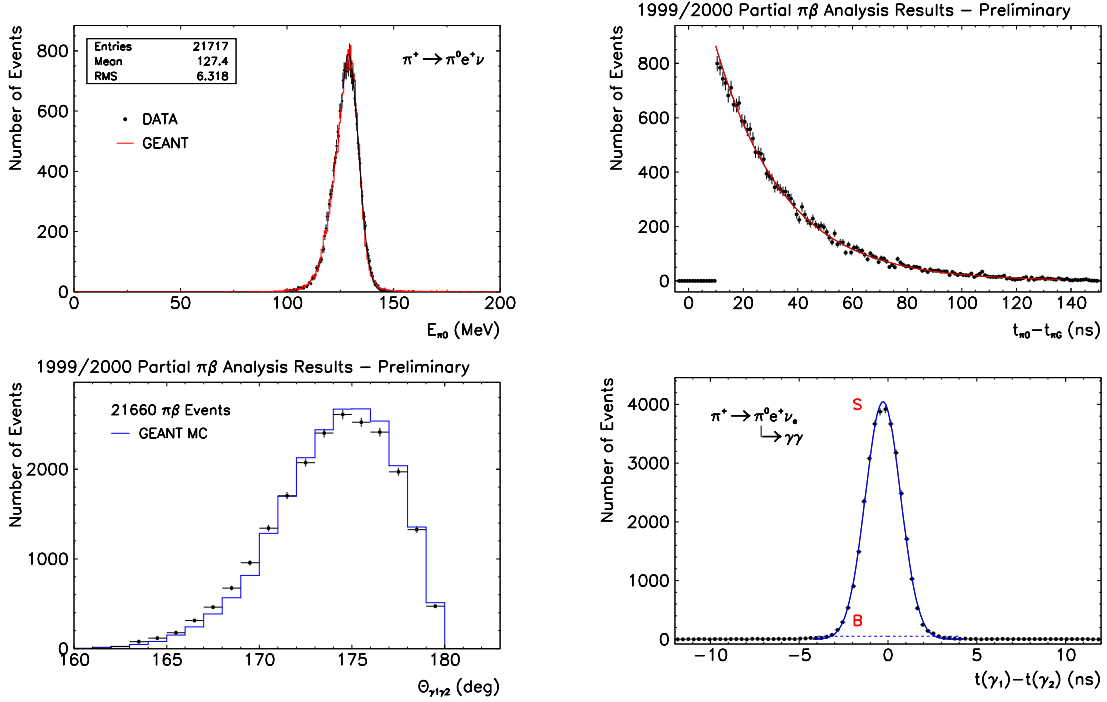 Number of Events
800
600
400
200
0
Entries 21717
Mean 127.4
RMS 6.318
π⁺ → π⁰e⁺ν
DATA
GEANT
0 50 100 150 200
E_π0 (MeV)
1999/2000 Partial πβ Analysis Results – Preliminary
Number of Events
800
600
400
200
0
0 20 40 60 80 100 120 140
t_π0−t_πG (ns)
1999/2000 Partial πβ Analysis Results – Preliminary
Number of Events
2000
1000
0
21660 πβ Events
GEANT MC
160 165 170 175 180
Θ_γ1γ2 (deg)
Number of Events
4000
3000
2000
1000
0
π⁺ → π⁰e⁺νₑ
→ γγ
S
B
−10 −5 0 5 10
t(γ₁)−t(γ₂) (ns)